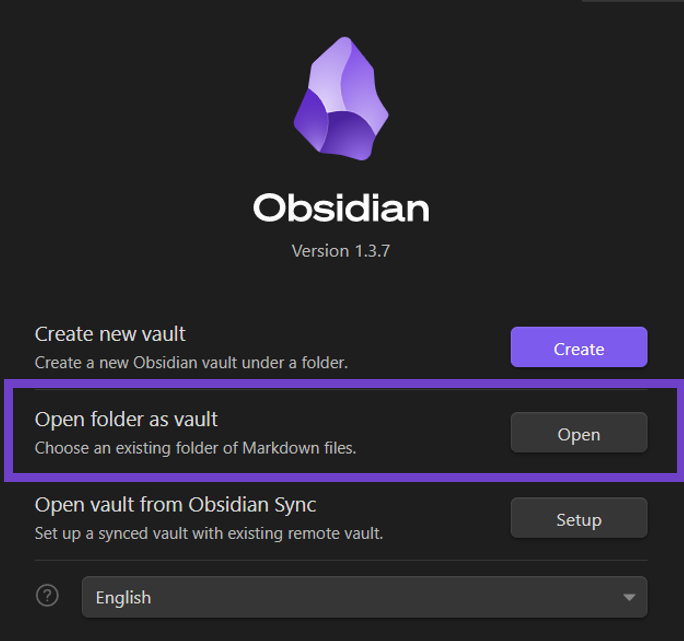 Obsidian
Version 1.3.7
Create new vault
Create a new Obsidian vault under a folder.
Create
Open folder as vault
Choose an existing folder of Markdown files.
Open
Open vault from Obsidian Sync
Set up a synced vault with existing remote vault.
Setup
?
English